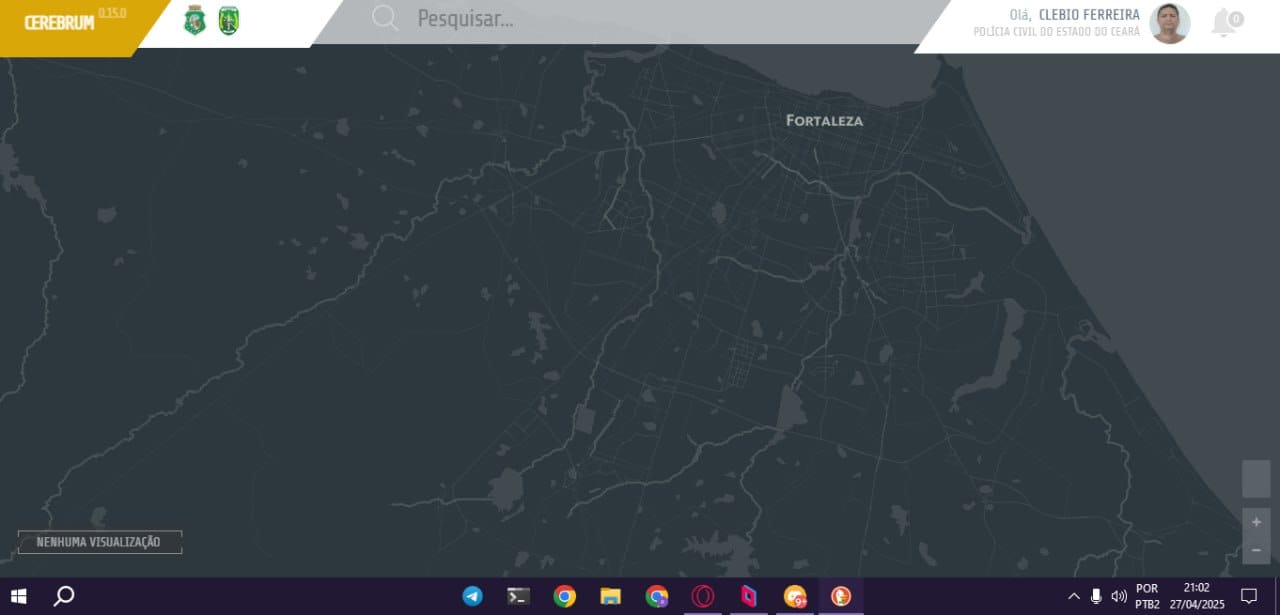 CEREBRUM 0.15.0
Pesquisar...
Olá, CLEBIO FERREIRA
POLÍCIA CIVIL DO ESTADO DO CEARÁ
0
FORTALEZA
+
−
NENHUMA VISUALIZAÇÃO
9+
POR
PTB2
21:02
27/04/2025